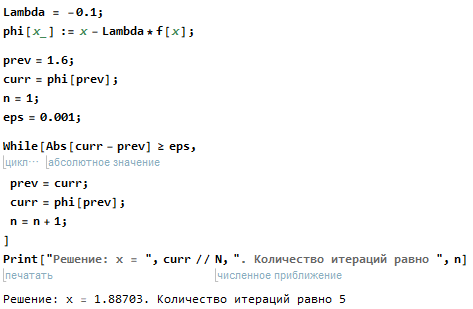 Lambda = -0.1;
phi[x_] := x - Lambda * f[x];
prev = 1.6;
curr = phi[prev];
n = 1;
eps = 0.001;
While[Abs[curr - prev] ≥ eps,
цикл··· абсолютное значение
prev = curr;
curr = phi[prev];
n = n + 1;
]
Print["Решение: x = ", curr // N, ". Количество итераций равно ", n]
печатать численное приближение
Решение: x = 1.88703. Количество итераций равно 5